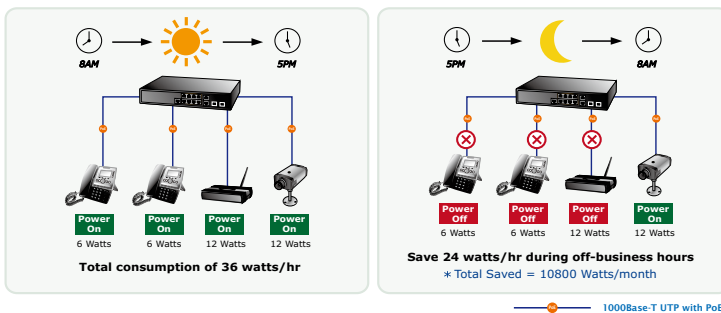 8AM
5PM
Power On
Power On
Power On
Power On
6 Watts
6 Watts
12 Watts
12 Watts
Total consumption of 36 watts/hr
5PM
8AM
Power Off
Power Off
Power Off
Power On
6 Watts
6 Watts
12 Watts
12 Watts
Save 24 watts/hr during off-business hours
* Total Saved = 10800 Watts/month
1000Base-T UTP with PoE